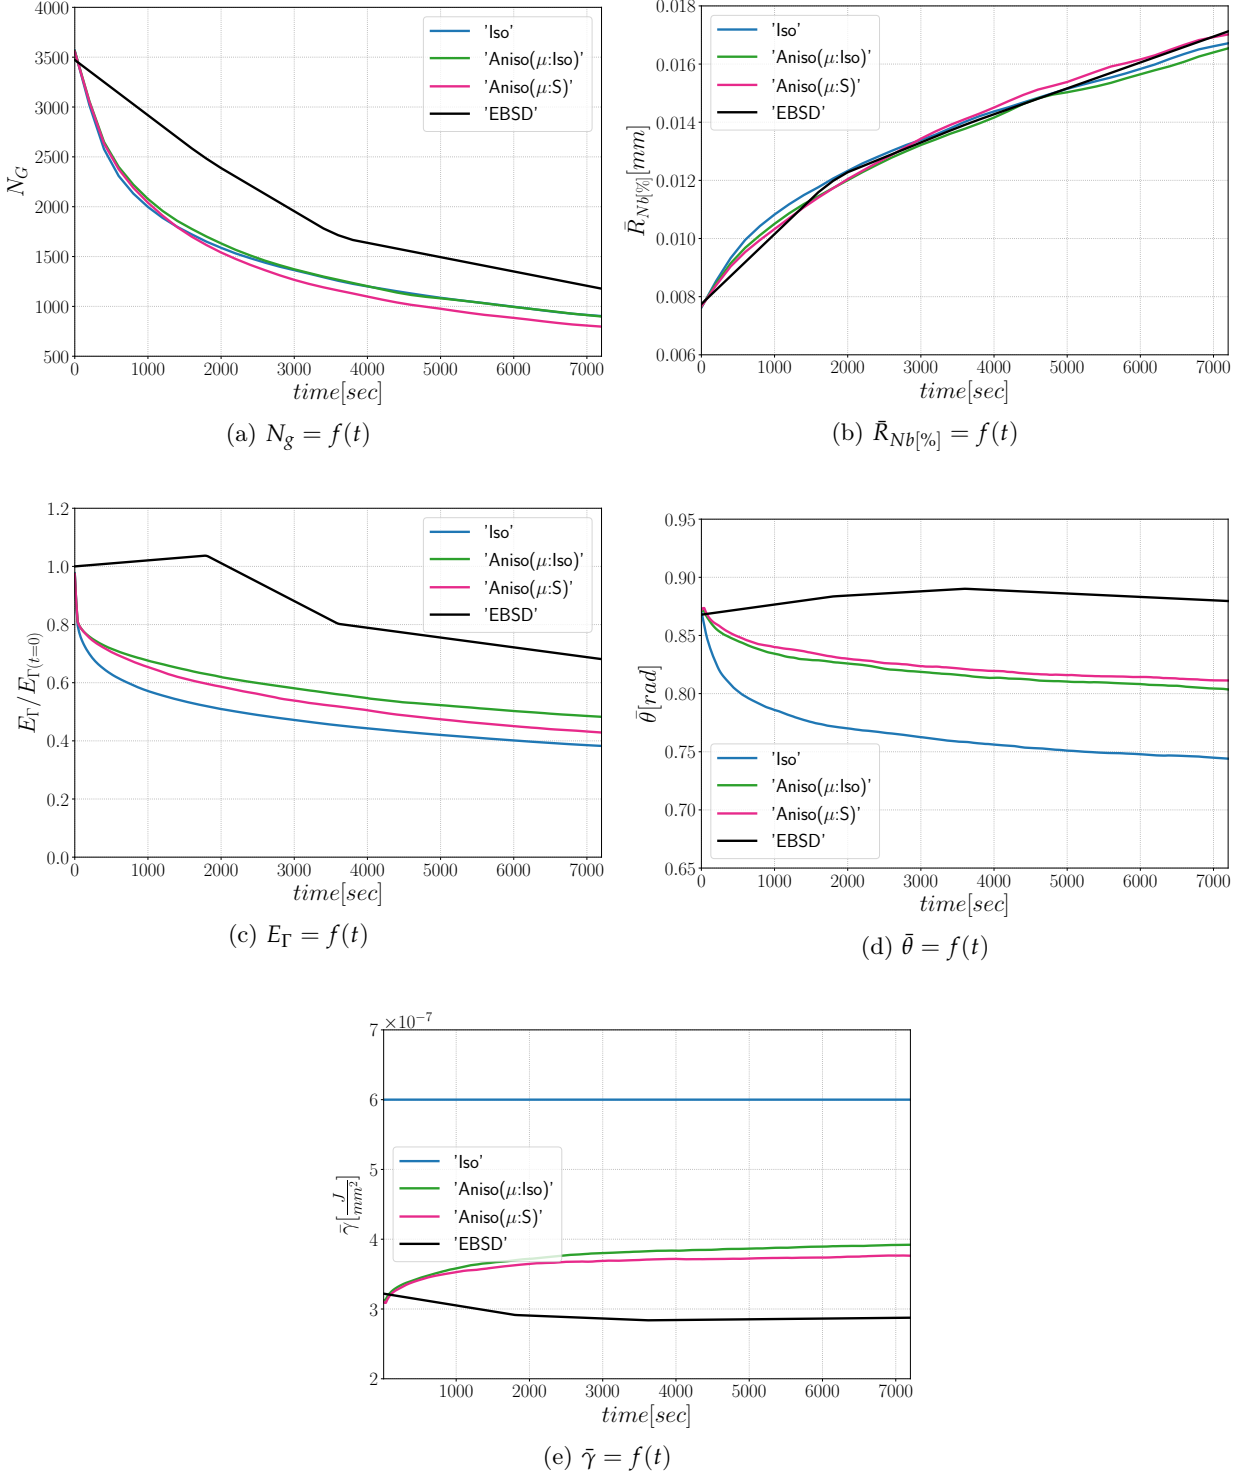 4000
3500
3000
2500
2000
1500
1000
500
N_G
0 1000 2000 3000 4000 5000 6000 7000
time[sec]
'Iso'
'Aniso(μ:Iso)'
'Aniso(μ:S)'
'EBSD'
(a) N_g = f(t)
0.018
0.016
0.014
0.012
0.010
0.008
0.006
R̄_Nb[%][mm]
0 1000 2000 3000 4000 5000 6000 7000
time[sec]
'Iso'
'Aniso(μ:Iso)'
'Aniso(μ:S)'
'EBSD'
(b) R̄_Nb[%] = f(t)
1.2
1.0
0.8
0.6
0.4
0.2
0.0
E_Γ/E_Γ(t=0)
0 1000 2000 3000 4000 5000 6000 7000
time[sec]
'Iso'
'Aniso(μ:Iso)'
'Aniso(μ:S)'
'EBSD'
(c) E_Γ = f(t)
0.95
0.90
0.85
0.80
0.75
0.70
0.65
θ̄[rad]
0 1000 2000 3000 4000 5000 6000 7000
time[sec]
'Iso'
'Aniso(μ:Iso)'
'Aniso(μ:S)'
'EBSD'
(d) θ̄ = f(t)
×10⁻⁷
7
6
5
4
3
2
γ̄[J/mm²]
1000 2000 3000 4000 5000 6000 7000
time[sec]
'Iso'
'Aniso(μ:Iso)'
'Aniso(μ:S)'
'EBSD'
(e) γ̄ = f(t)